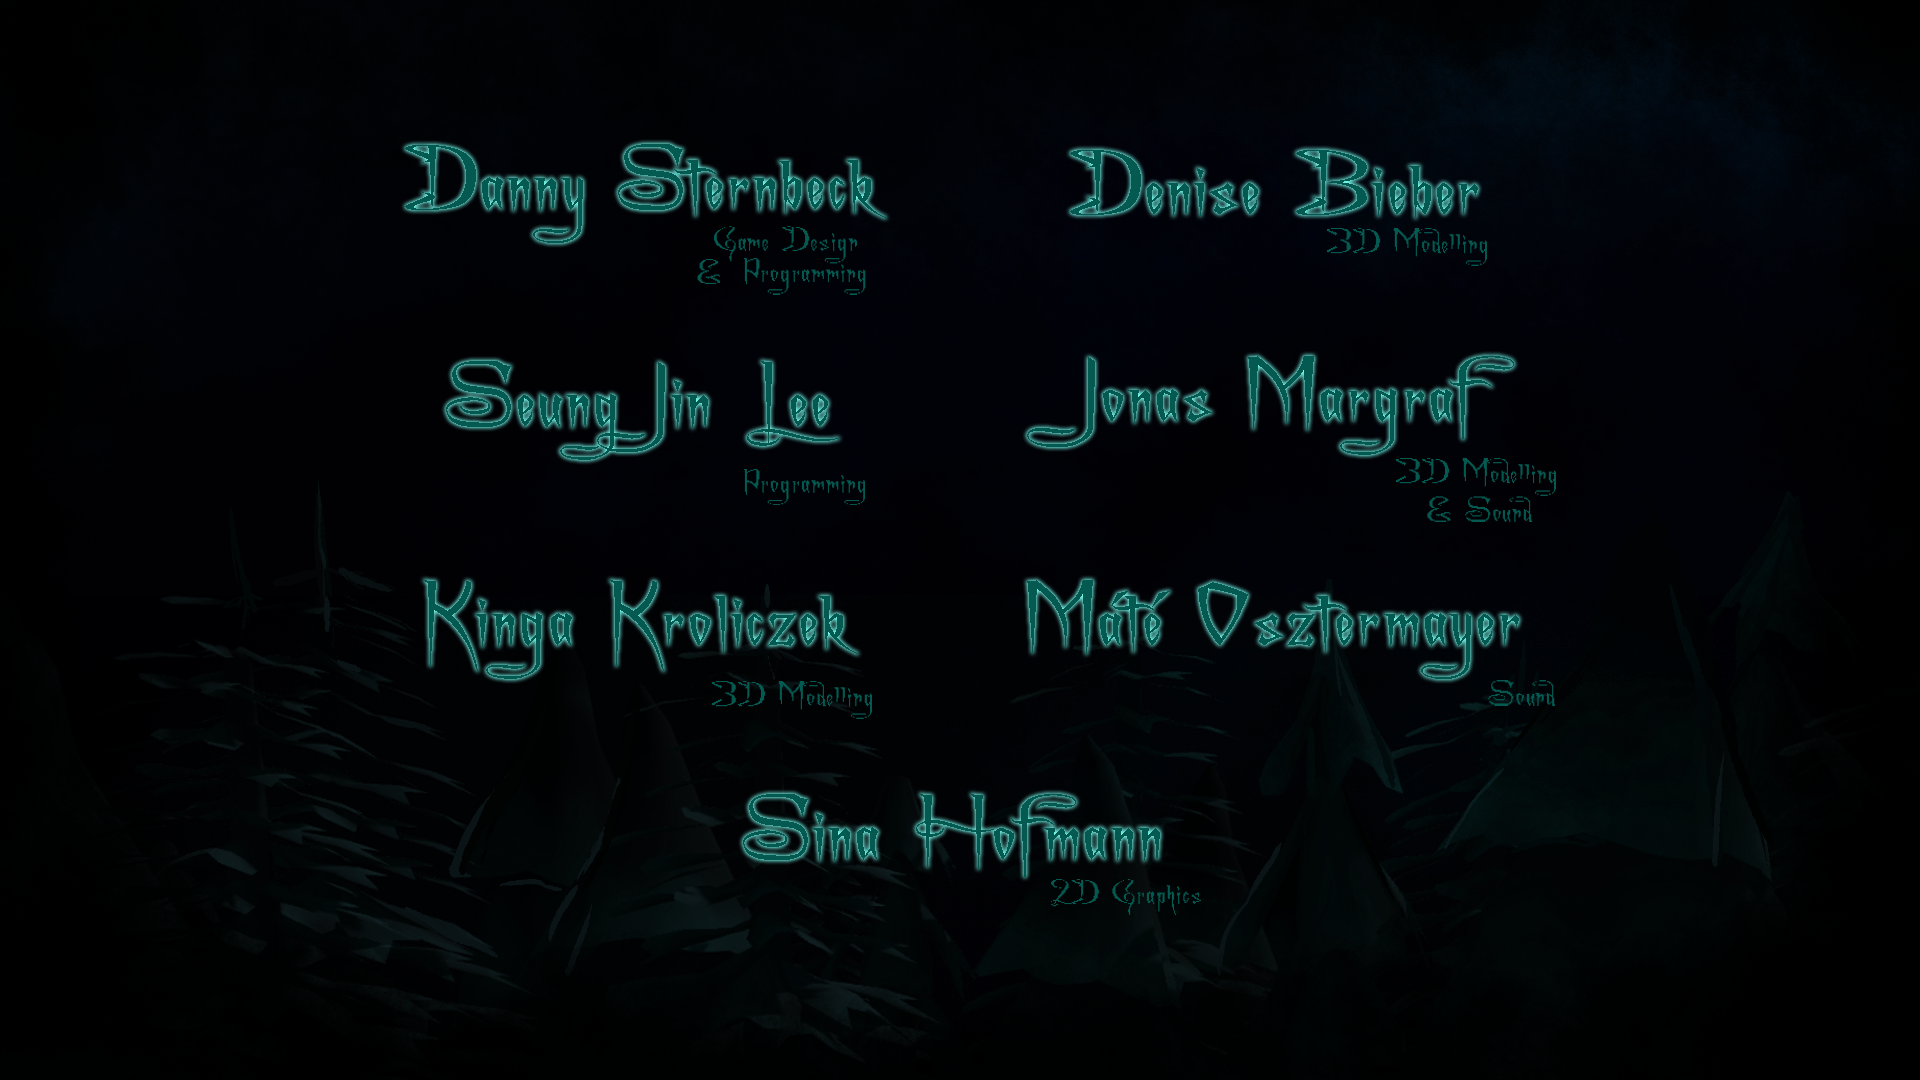 Danny Sternbeck
Game Design
& Programming
Denise Bieber
3D Modelling
Seung Jin Lee
Programming
Jonas Margraf
3D Modelling
& Sound
Kinga Kroliczek
3D Modelling
Máté Osztermayer
Sound
Sina Hofmann
2D Graphics